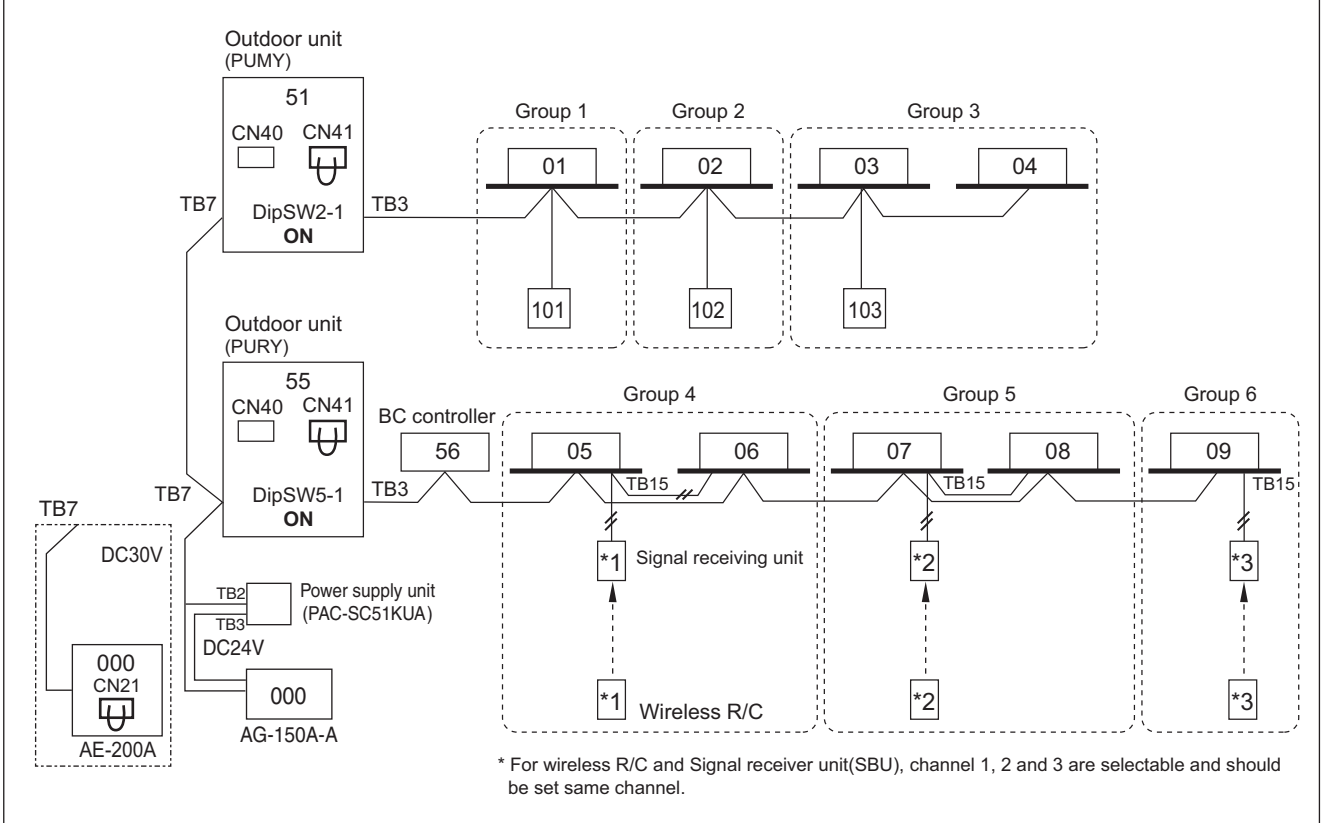 Outdoor unit
(PUMY)
51
CN40 CN41
TB7
DipSW2-1
ON
TB3
Group 1
Group 2
Group 3
01
02
03
04
101
102
103
Outdoor unit
(PURY)
55
CN40 CN41
TB7
DipSW5-1
ON
TB3
BC controller
56
Group 4
Group 5
Group 6
05
TB15
06
07
TB15
08
09
TB15
*1
Signal receiving unit
*2
*3
*1
Wireless R/C
*2
*3
TB7
DC30V
000
CN21
AE-200A
TB2
TB3
Power supply unit
(PAC-SC51KUA)
DC24V
000
AG-150A-A
* For wireless R/C and Signal receiver unit(SBU), channel 1, 2 and 3 are selectable and should
be set same channel.